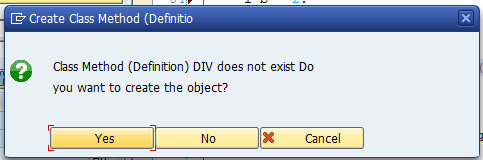 Create Class Method (Definitio
Class Method (Definition) DIV does not exist Do
you want to create the object?
Yes
No
Cancel